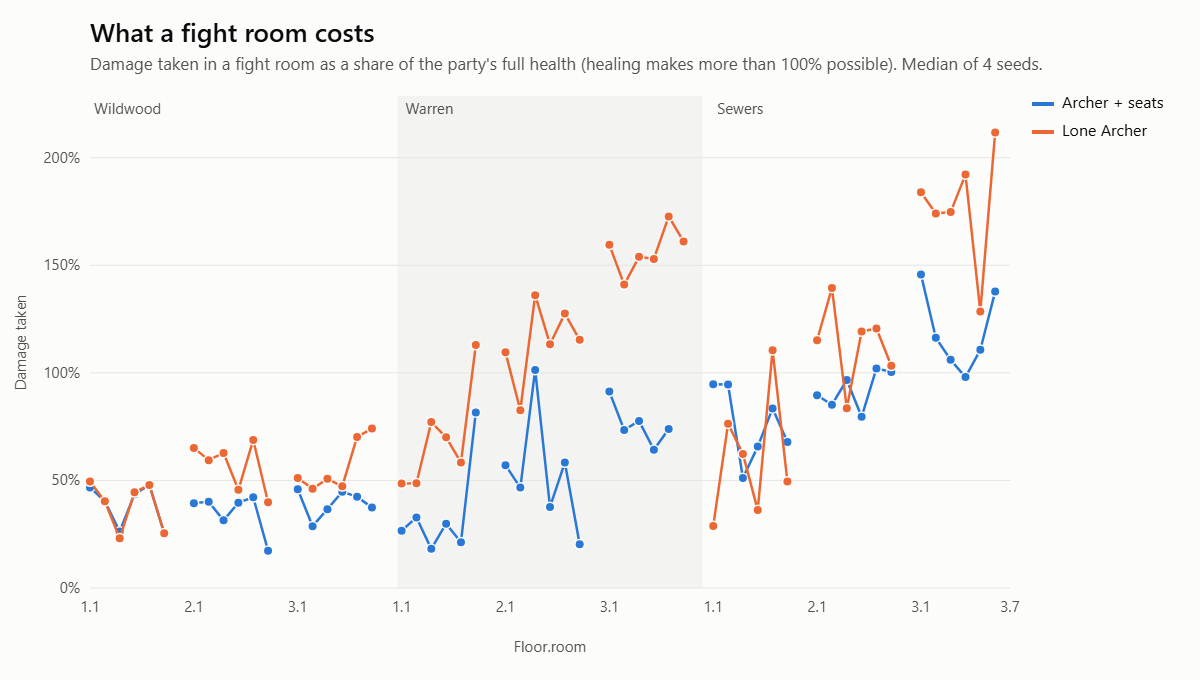 What a fight room costs
Damage taken in a fight room as a share of the party's full health (healing makes more than 100% possible). Median of 4 seeds.
Wildwood
Warren
Sewers
Archer + seats
Lone Archer
200%
150%
100%
50%
0%
Damage taken
1.1
2.1
3.1
1.1
2.1
3.1
1.1
2.1
3.1
3.7
Floor.room